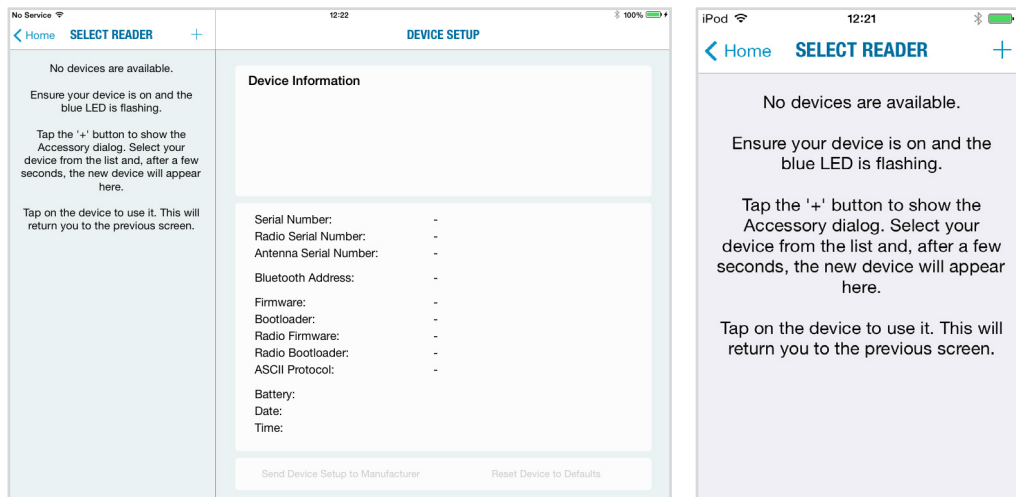 No Service 12:22 100%
Home SELECT READER + DEVICE SETUP
No devices are available.
Ensure your device is on and the
blue LED is flashing.
Tap the '+' button to show the
Accessory dialog. Select your
device from the list and, after a few
seconds, the new device will appear
here.
Tap on the device to use it. This will
return you to the previous screen.
Device Information
Serial Number: -
Radio Serial Number: -
Antenna Serial Number: -
Bluetooth Address: -
Firmware: -
Bootloader: -
Radio Firmware: -
Radio Bootloader: -
ASCII Protocol: -
Battery:
Date:
Time:
Send Device Setup to Manufacturer Reset Device to Defaults
iPod 12:21
Home SELECT READER +
No devices are available.
Ensure your device is on and the
blue LED is flashing.
Tap the '+' button to show the
Accessory dialog. Select your
device from the list and, after a few
seconds, the new device will appear
here.
Tap on the device to use it. This will
return you to the previous screen.